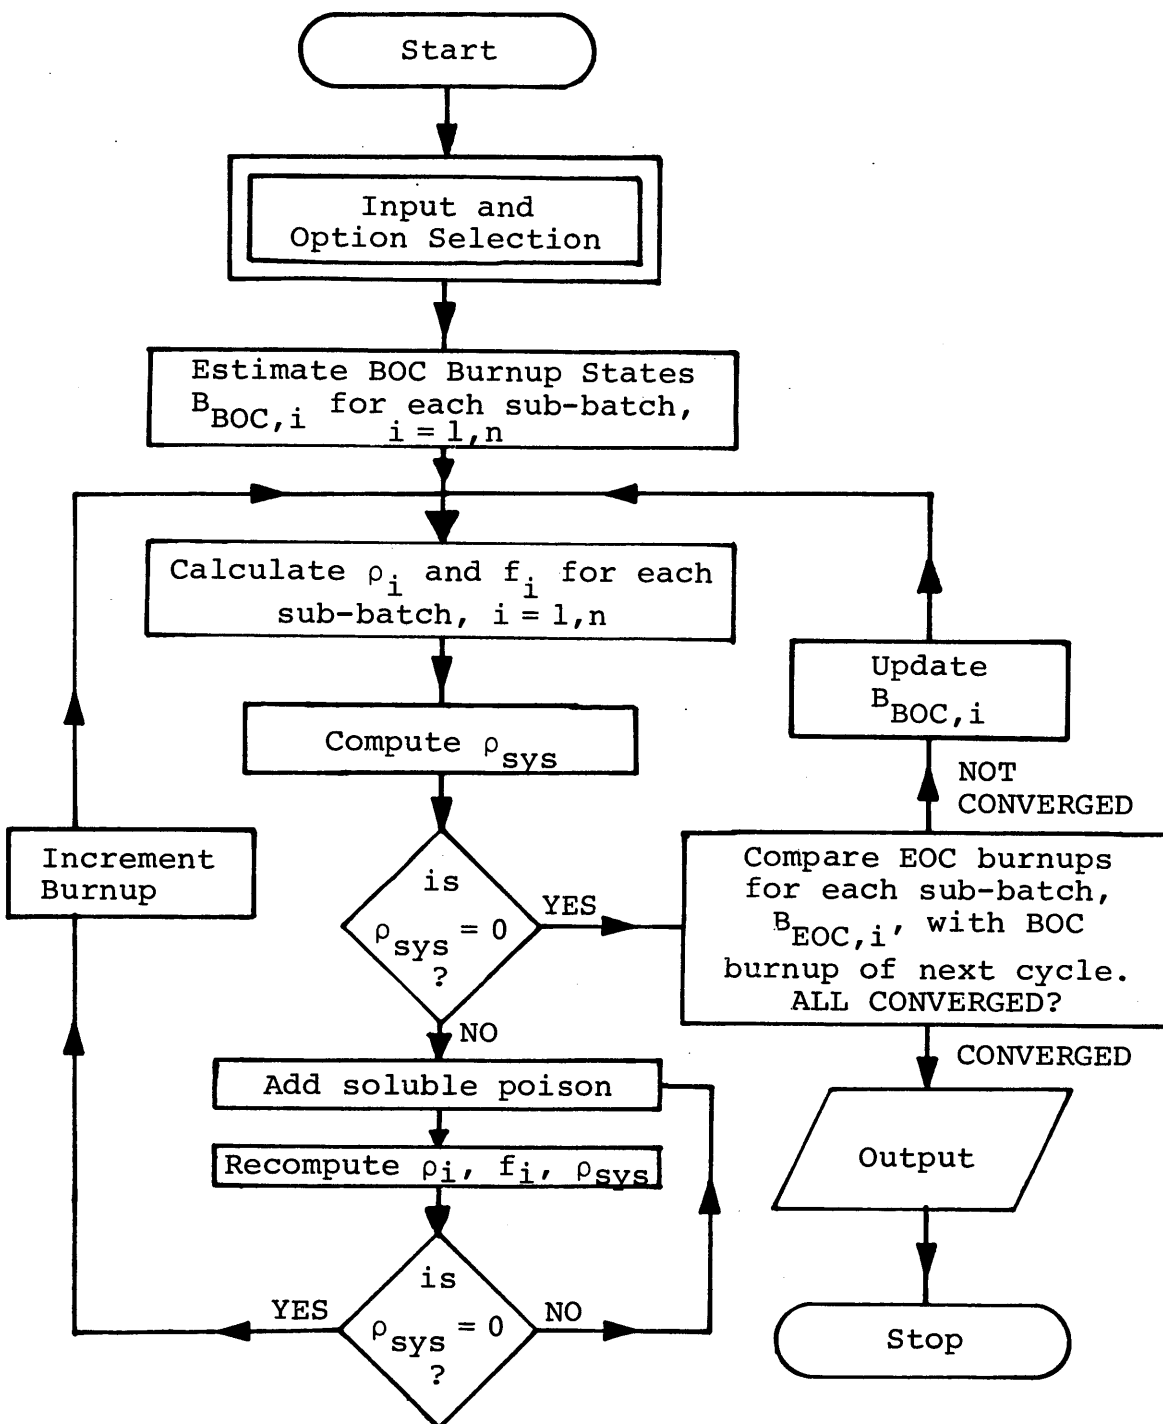 Start
Input and
Option Selection
Estimate BOC Burnup States
B_BOC,i for each sub-batch,
i = 1,n
Calculate ρ_i and f_i for each
sub-batch, i = 1,n
Compute ρ_sys
Update
B_BOC,i
NOT
CONVERGED
Increment
Burnup
is
ρ_sys = 0
?
YES
Compare EOC burnups
for each sub-batch,
B_EOC,i, with BOC
burnup of next cycle.
ALL CONVERGED?
NO
CONVERGED
Add soluble poison
Recompute ρ_i, f_i, ρ_sys
Output
is
ρ_sys = 0
?
YES
NO
Stop